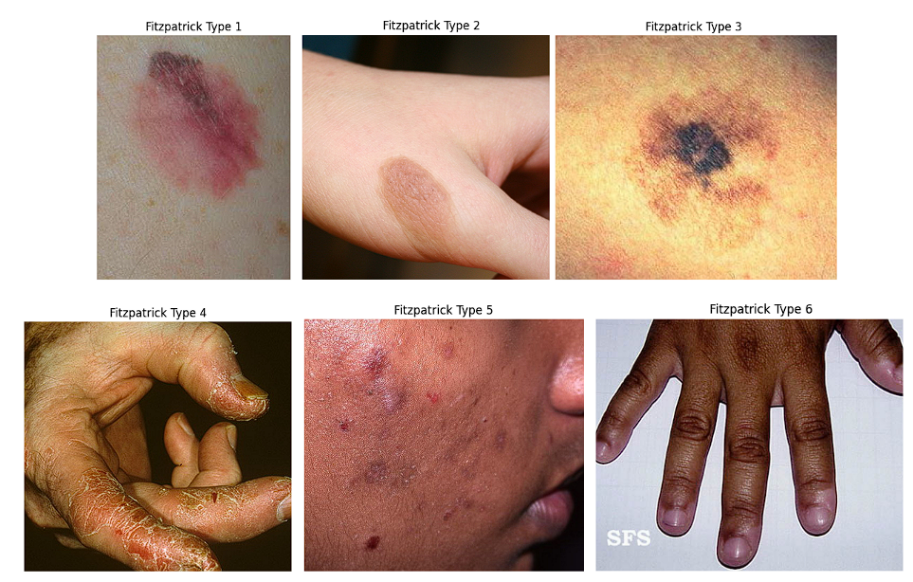 Fitzpatrick Type 1
Fitzpatrick Type 2
Fitzpatrick Type 3
Fitzpatrick Type 4
Fitzpatrick Type 5
Fitzpatrick Type 6
SFS